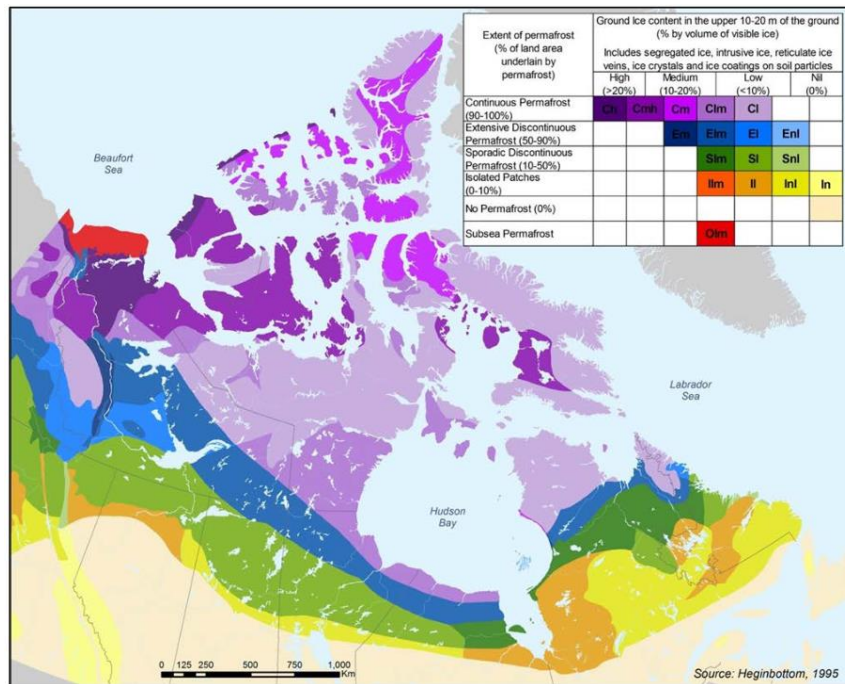 Extent of permafrost
(% of land area
underlain by
permafrost)
Ground Ice content in the upper 10-20 m of the ground
(% by volume of visible ice)
Includes segregated ice, intrusive ice, reticulate ice
veins, ice crystals and ice coatings on soil particles
High
(>20%)
Medium
(10-20%)
Low
(<10%)
Nil
(0%)
Continuous Permafrost
(90-100%)
Ch
Cmh
Cm
Clm
Cl
Extensive Discontinuous
Permafrost (50-90%)
Em
Elm
El
Enl
Sporadic Discontinuous
Permafrost (10-50%)
Slm
Sl
Snl
Isolated Patches
(0-10%)
Ilm
Il
Inl
In
No Permafrost (0%)
Subsea Permafrost
Olm
Beaufort
Sea
Labrador
Sea
Hudson
Bay
0 125 250 500 750 1,000
Km
Source: Heginbottom, 1995